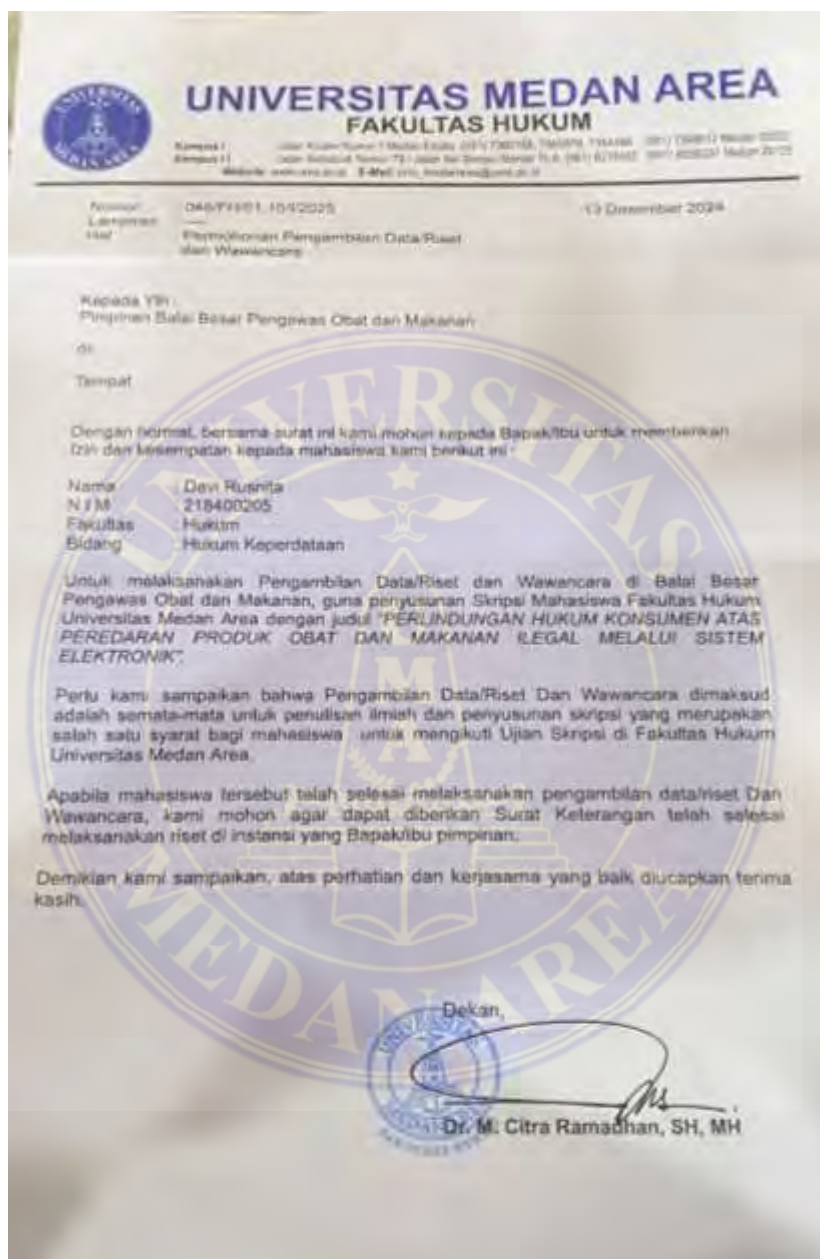 UNIVERSITAS MEDAN AREA
FAKULTAS HUKUM
Kampus I
Kampus II
Website E-Mail
Nomor
Lampiran
Hal
13 Desember 2024
Permohonan Pengambilan Data/Riset
dan Wawancara
Kepada Yth :
Pimpinan Balai Besar Pengawas Obat dan Makanan
di
Tempat
Dengan hormat, bersama surat ini kami mohon kepada Bapak/Ibu untuk memberikan
izin dan kesempatan kepada mahasiswa kami berikut ini :
Nama : Devi Rusnita
N I M : 218400205
Fakultas : Hukum
Bidang : Hukum Keperdataan
Untuk melaksanakan Pengambilan Data/Riset dan Wawancara di Balai Besar
Pengawas Obat dan Makanan, guna penyusunan Skripsi Mahasiswa Fakultas Hukum
Universitas Medan Area dengan judul "PERLINDUNGAN HUKUM KONSUMEN ATAS
PEREDARAN PRODUK OBAT DAN MAKANAN ILEGAL MELALUI SISTEM
ELEKTRONIK".
Perlu kami sampaikan bahwa Pengambilan Data/Riset Dan Wawancara dimaksud
adalah semata-mata untuk penulisan ilmiah dan penyusunan skripsi yang merupakan
salah satu syarat bagi mahasiswa untuk mengikuti Ujian Skripsi di Fakultas Hukum
Universitas Medan Area.
Apabila mahasiswa tersebut telah selesai melaksanakan pengambilan data/riset Dan
Wawancara, kami mohon agar dapat diberikan Surat Keterangan telah selesai
melaksanakan riset di instansi yang Bapak/Ibu pimpinan.
Demikian kami sampaikan, atas perhatian dan kerjasama yang baik diucapkan terima
kasih.
Dekan,
Dr. M. Citra Ramadhan, SH, MH
UNIVERSITAS
MEDAN AREA